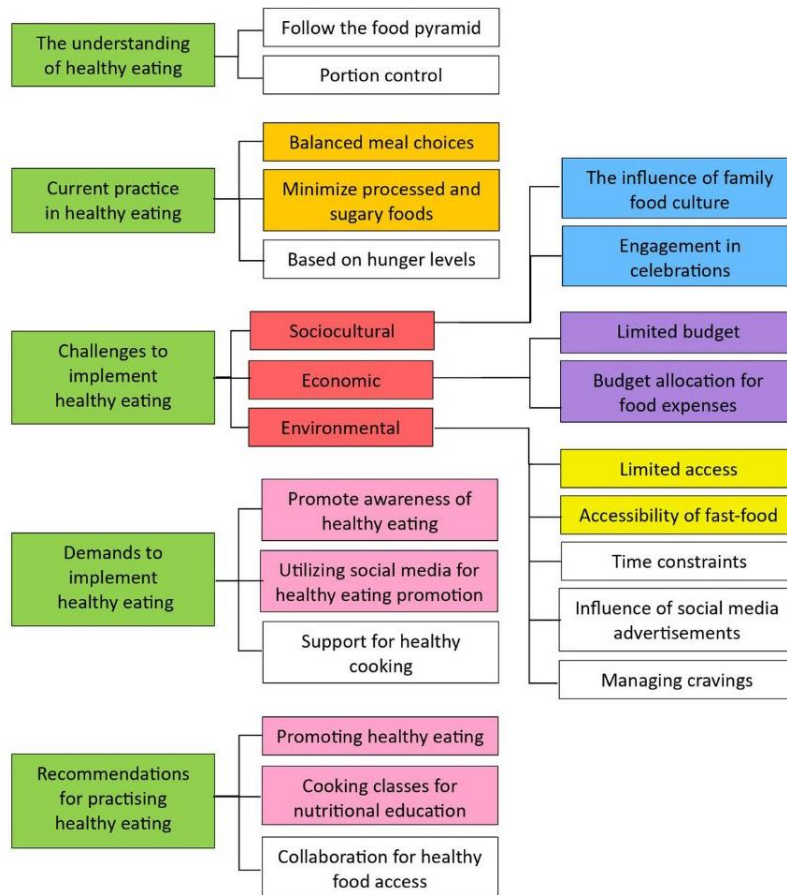 The understanding
of healthy eating
Follow the food pyramid
Portion control
Current practice
in healthy eating
Balanced meal choices
Minimize processed and
sugary foods
Based on hunger levels
Challenges to
implement
healthy eating
Sociocultural
The influence of family
food culture
Engagement in
celebrations
Economic
Limited budget
Budget allocation for
food expenses
Environmental
Limited access
Accessibility of fast-food
Time constraints
Influence of social media
advertisements
Managing cravings
Demands to
implement
healthy eating
Promote awareness of
healthy eating
Utilizing social media for
healthy eating promotion
Support for healthy
cooking
Recommendations
for practising
healthy eating
Promoting healthy eating
Cooking classes for
nutritional education
Collaboration for healthy
food access